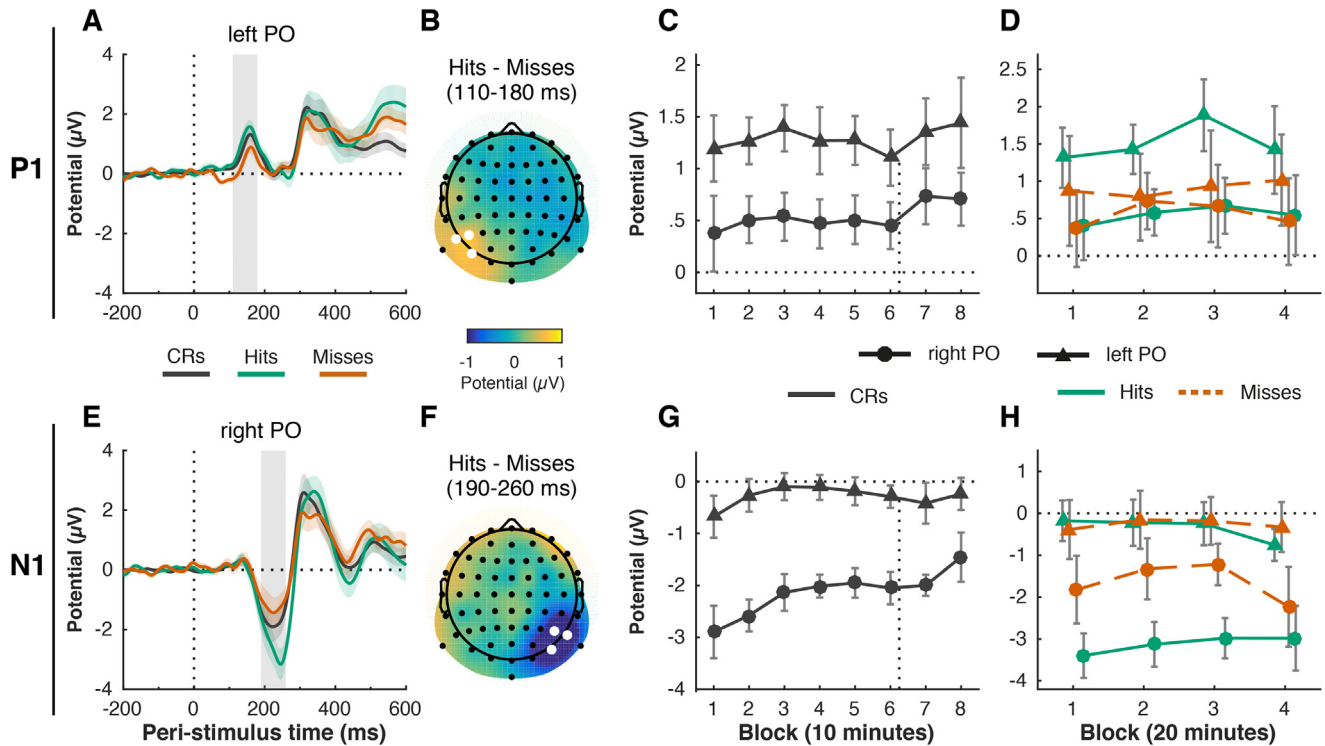 A
B
C
D
left PO
Hits - Misses
(110-180 ms)
P1
Potential (µV)
4
2
0
-2
-4
-200 0 200 400 600
CRs Hits Misses
-1 0 1
Potential (µV)
Potential (µV)
2
1.5
1
.5
0
1 2 3 4 5 6 7 8
Potential (µV)
2.5
2
1.5
1
.5
0
1 2 3 4
right PO left PO
CRs
Hits Misses
E
F
G
H
right PO
Hits - Misses
(190-260 ms)
N1
Potential (µV)
4
2
0
-2
-4
-200 0 200 400 600
Peri-stimulus time (ms)
Potential (µV)
0
-1
-2
-3
-4
1 2 3 4 5 6 7 8
Block (10 minutes)
Potential (µV)
1
0
-1
-2
-3
-4
1 2 3 4
Block (20 minutes)